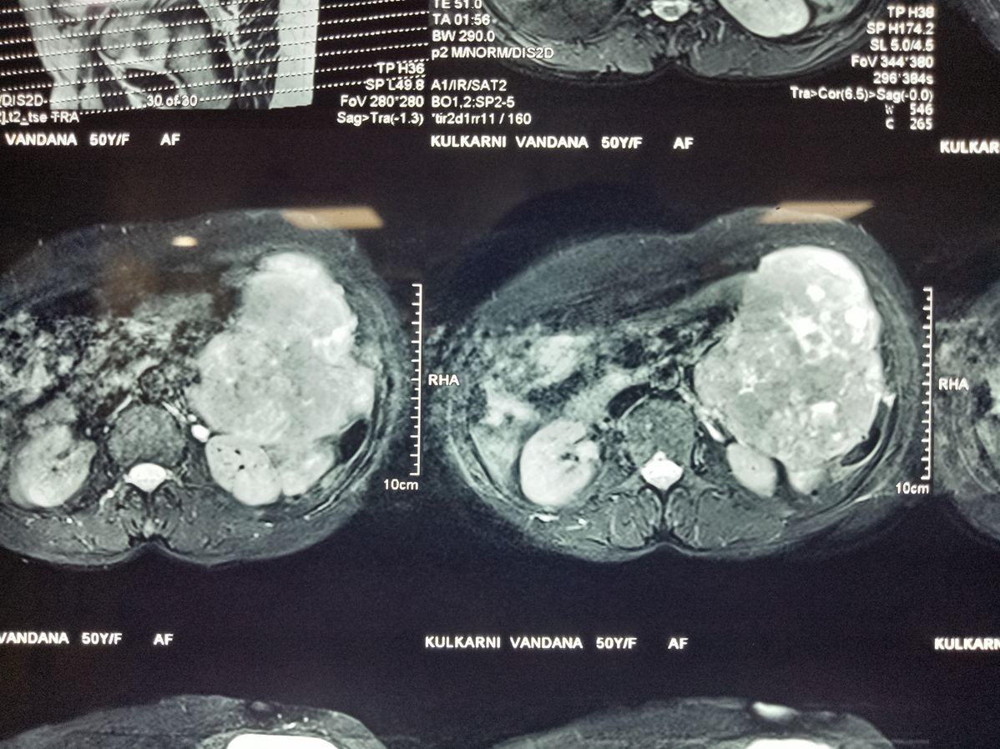 TE 51.0
TA 01:56
BW 290.0
p2 M/NORM/DIS2D
A1/IR/SAT2
BO1,2:SP2-5
*tir2d1rr11 / 160
TP H36
SP L49.8
FoV 280*280
Sag>Tra(-1.3)
/DIS2D
30 of 30
t2_tse TRA
TP H38
SP H174.2
SL 5.0/4.5
FoV 344*380
296*384s
Tra>Cor(6.5)>Sag(-0.0)
W 546
C 265
VANDANA 50Y/F AF
KULKARNI VANDANA 50Y/F AF
KULKAR
RHA
10cm
RHA
10cm
VANDANA 50Y/F AF
KULKARNI VANDANA 50Y/F AF
KULKARN